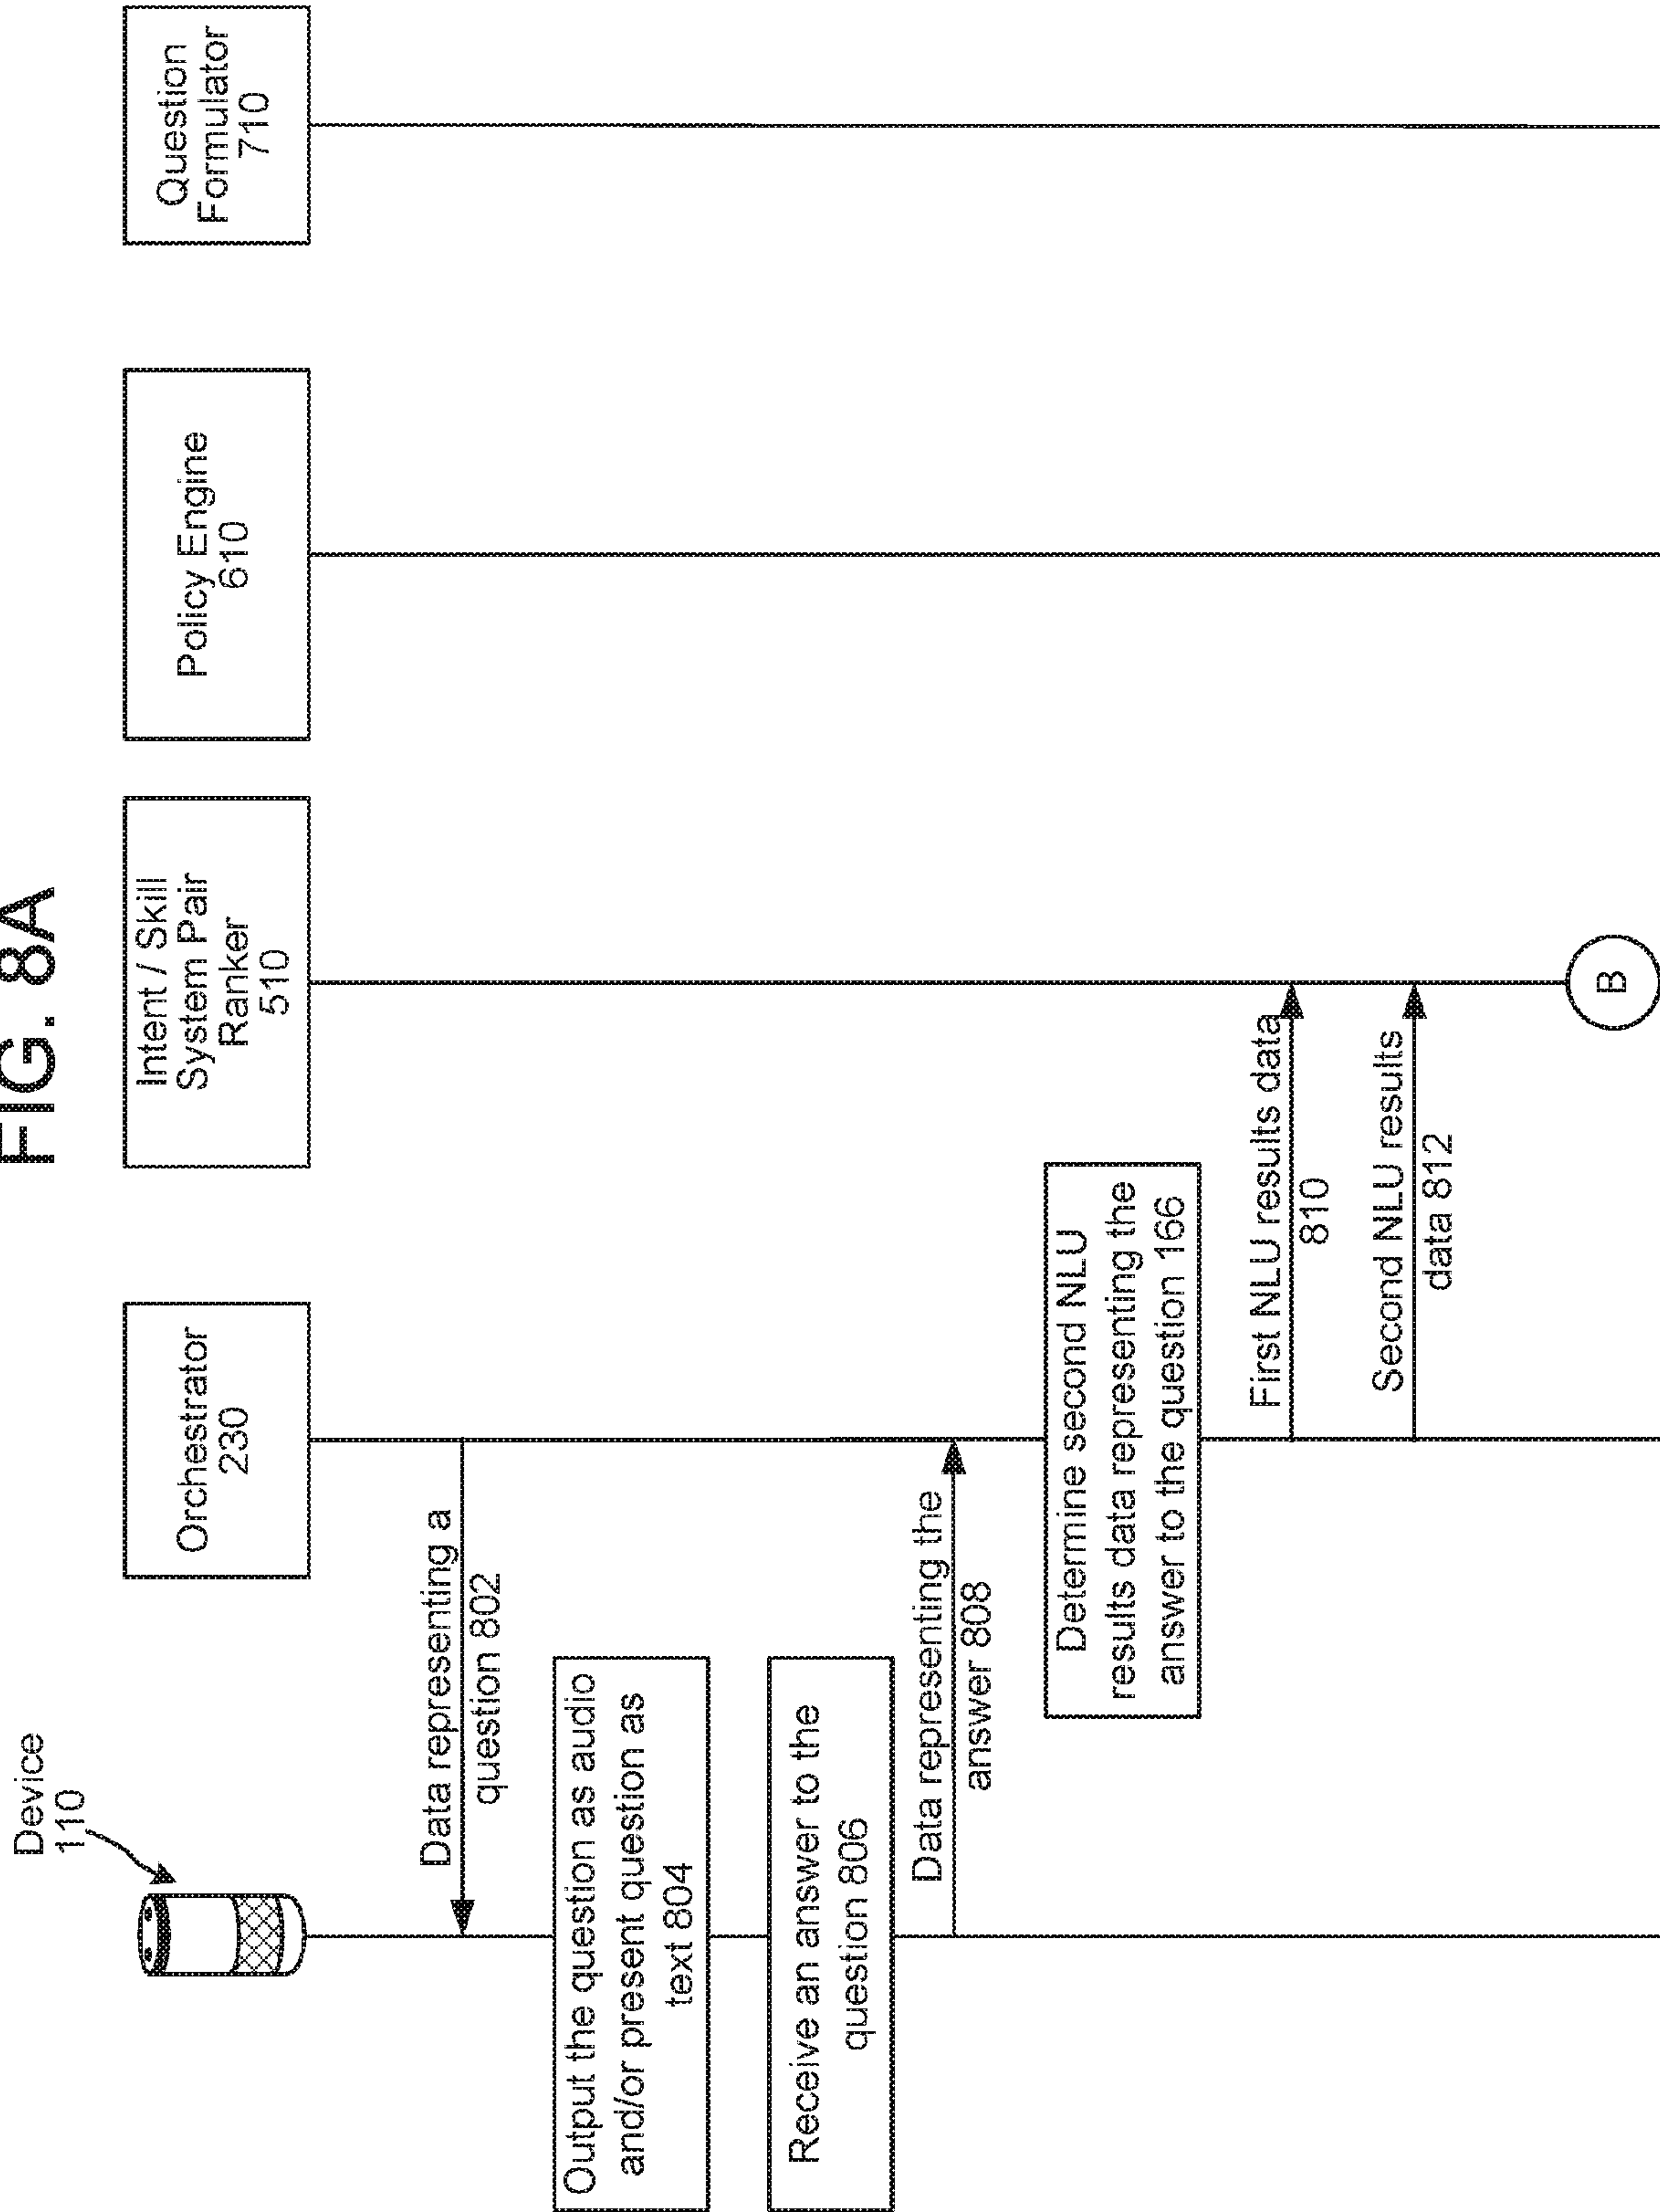 FIG. 8A
Device
110
Orchestrator
230
Intent / Skill
System Pair
Ranker
510
Policy Engine
610
Question
Formulator
710
Data representing a
question 802
Output the question as audio
and/or present question as
text 804
Receive an answer to the
question 806
Data representing the
answer 808
Determine second NLU
results data representing the
answer to the question 166
First NLU results data
810
Second NLU results
data 812
B